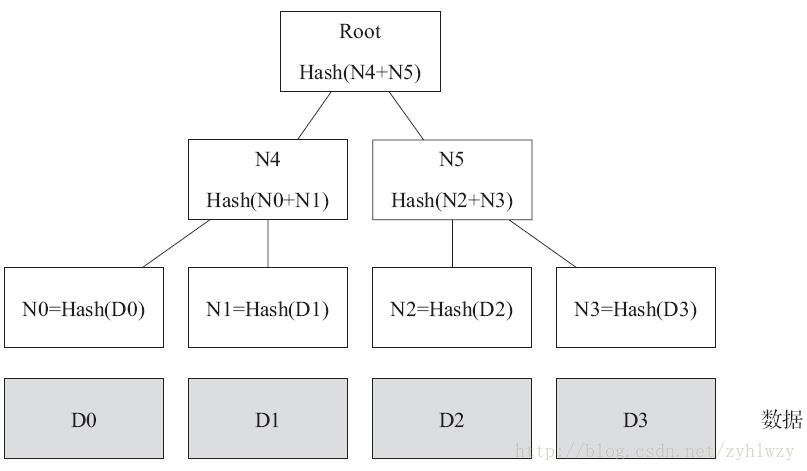 Root
Hash(N4+N5)
N4
Hash(N0+N1)
N5
Hash(N2+N3)
N0=Hash(D0)
N1=Hash(D1)
N2=Hash(D2)
N3=Hash(D3)
D0
D1
D2
D3
数据
http://blog.csdn.net/zyhlwzy